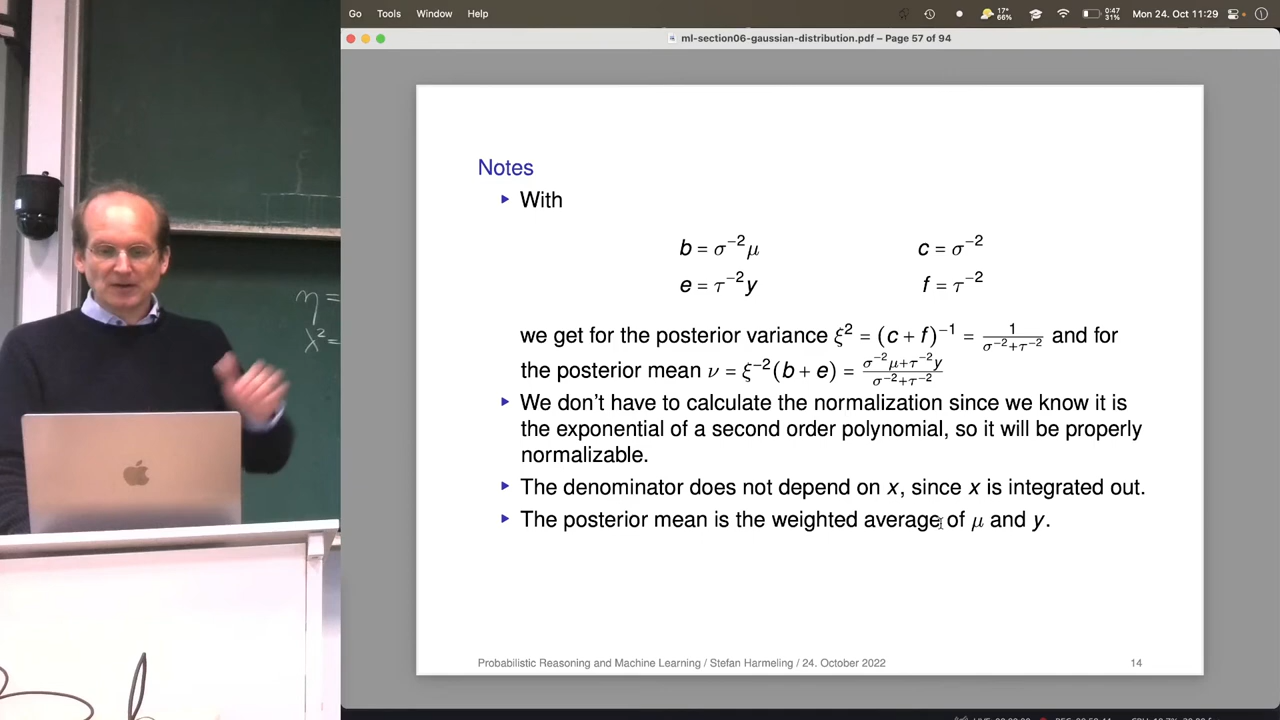 Go Tools Window Help
17° 66%
0:47 31%
Mon 24. Oct 11:29
ml-section06-gaussian-distribution.pdf – Page 57 of 94
Notes
▸ With
b = σ⁻²μ c = σ⁻²
e = τ⁻²y f = τ⁻²
we get for the posterior variance ξ² = (c + f)⁻¹ = 1/(σ⁻²+τ⁻²) and for
the posterior mean ν = ξ⁻²(b + e) = (σ⁻²μ+τ⁻²y)/(σ⁻²+τ⁻²)
▸ We don't have to calculate the normalization since we know it is
the exponential of a second order polynomial, so it will be properly
normalizable.
▸ The denominator does not depend on x, since x is integrated out.
▸ The posterior mean is the weighted average of μ and y.
Probabilistic Reasoning and Machine Learning / Stefan Harmeling / 24. October 2022 14
η =